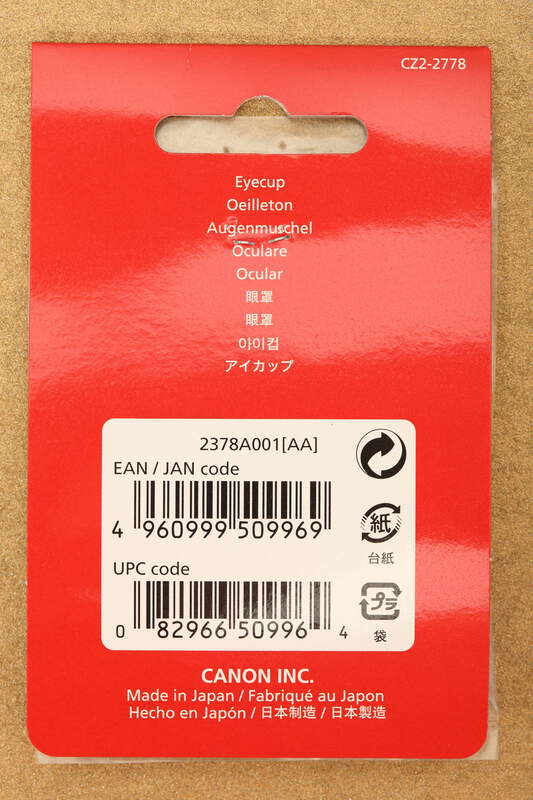 CZ2-2778
Eyecup
Oeilleton
Augenmuschel
Oculare
Ocular
眼罩
眼罩
아이컵
アイカップ
2378A001[AA]
EAN / JAN code
4 960999 509969
UPC code
0 82966 50996 4
紙
台紙
プラ
袋
CANON INC.
Made in Japan / Fabriqué au Japon
Hecho en Japón / 日本制造 / 日本製造